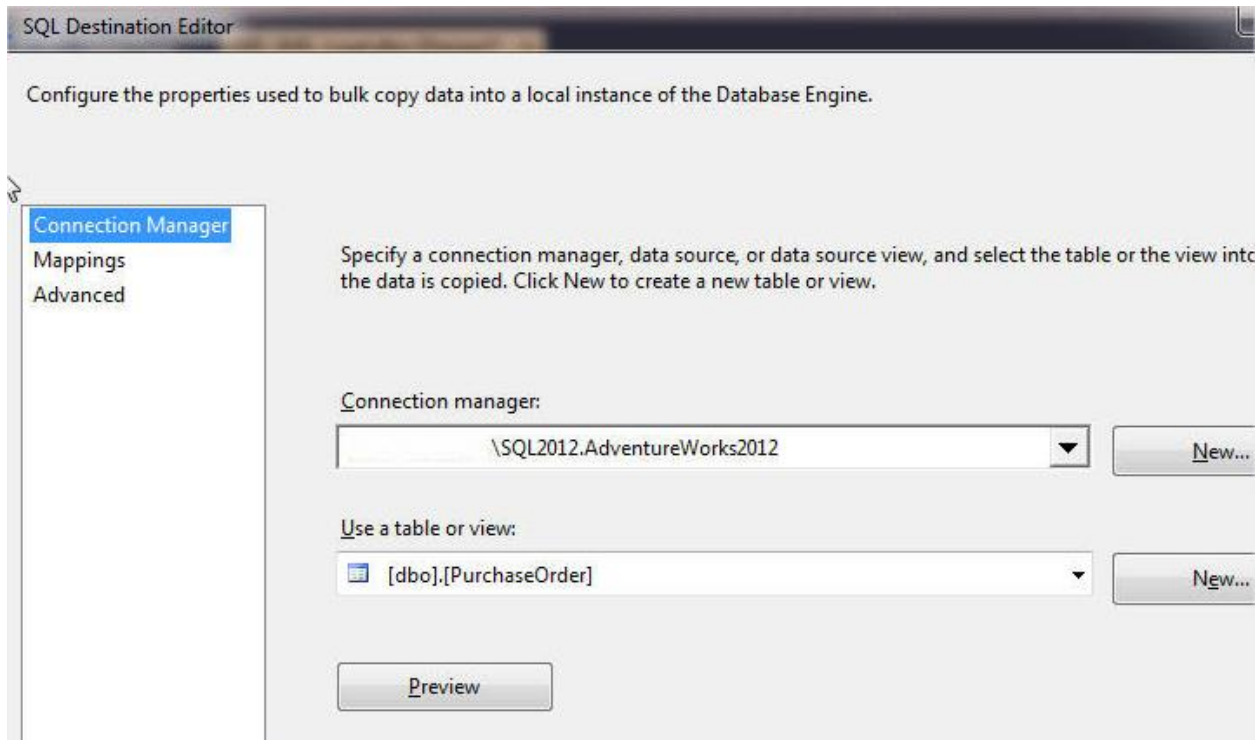 SQL Destination Editor
Configure the properties used to bulk copy data into a local instance of the Database Engine.
Connection Manager
Mappings
Advanced
Specify a connection manager, data source, or data source view, and select the table or the view into
the data is copied. Click New to create a new table or view.
Connection manager:
\SQL2012.AdventureWorks2012
New...
Use a table or view:
[dbo].[PurchaseOrder]
New...
Preview